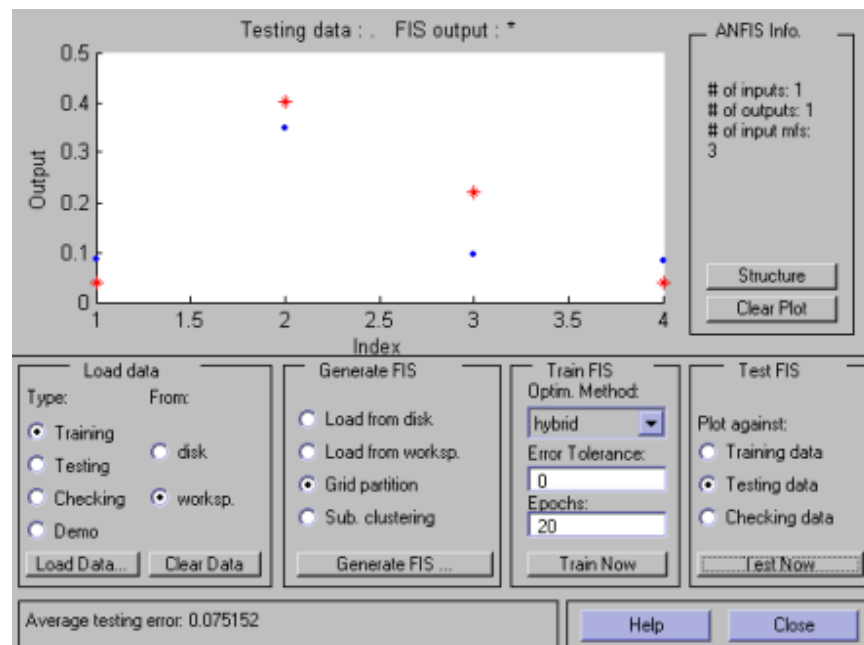 Testing data : .   FIS output : *
0.5
0.4
0.3
0.2
0.1
0
Output
1
1.5
2
2.5
3
3.5
4
Index
ANFIS Info.
# of inputs: 1
# of outputs: 1
# of input mfs:
3
Structure
Clear Plot
Load data
Type:
From:
Training
Testing
Checking
Demo
disk
worksp.
Load Data...
Clear Data
Generate FIS
Load from disk
Load from worksp.
Grid partition
Sub. clustering
Generate FIS ...
Train FIS
Optim. Method:
hybrid
Error Tolerance:
0
Epochs:
20
Train Now
Test FIS
Plot against:
Training data
Testing data
Checking data
Test Now
Average testing error: 0.075152
Help
Close